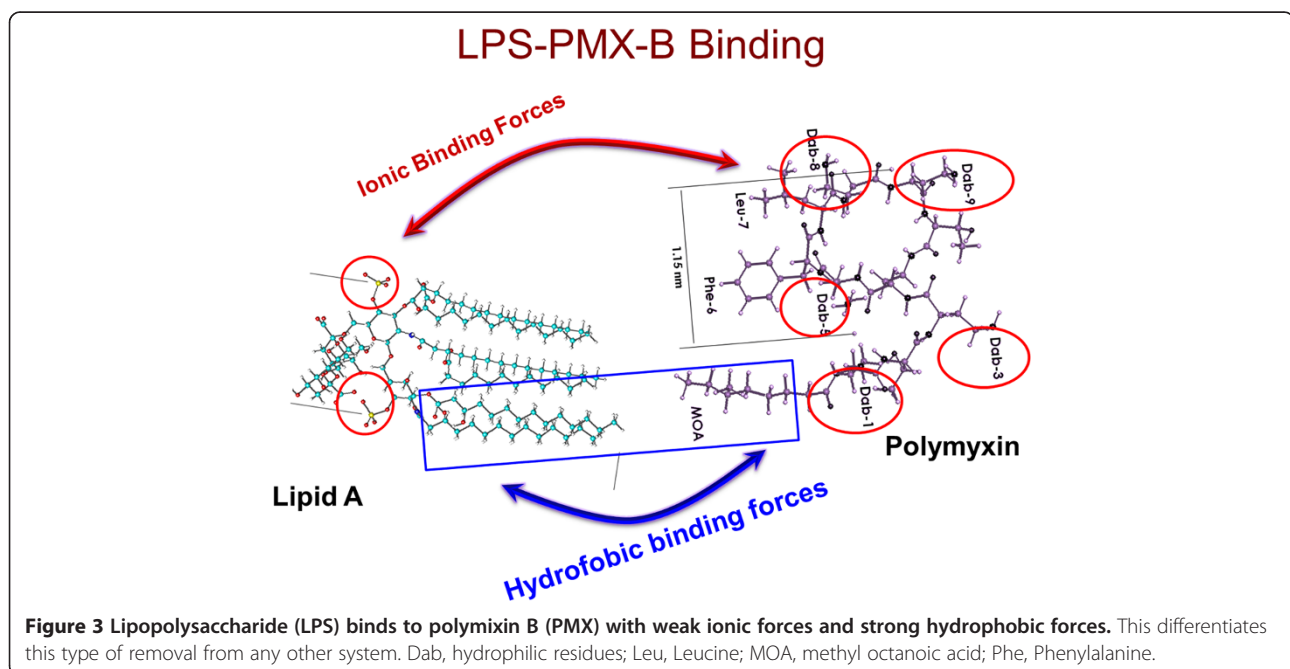 LPS-PMX-B Binding
Ionic Binding Forces
Dab-8
Dab-9
Leu-7
1.15 nm
Phe-6
Dab-5
Dab-3
MOA
Dab-1
Polymyxin
Lipid A
Hydrofobic binding forces
Figure 3 Lipopolysaccharide (LPS) binds to polymixin B (PMX) with weak ionic forces and strong hydrophobic forces. This differentiates
this type of removal from any other system. Dab, hydrophilic residues; Leu, Leucine; MOA, methyl octanoic acid; Phe, Phenylalanine.